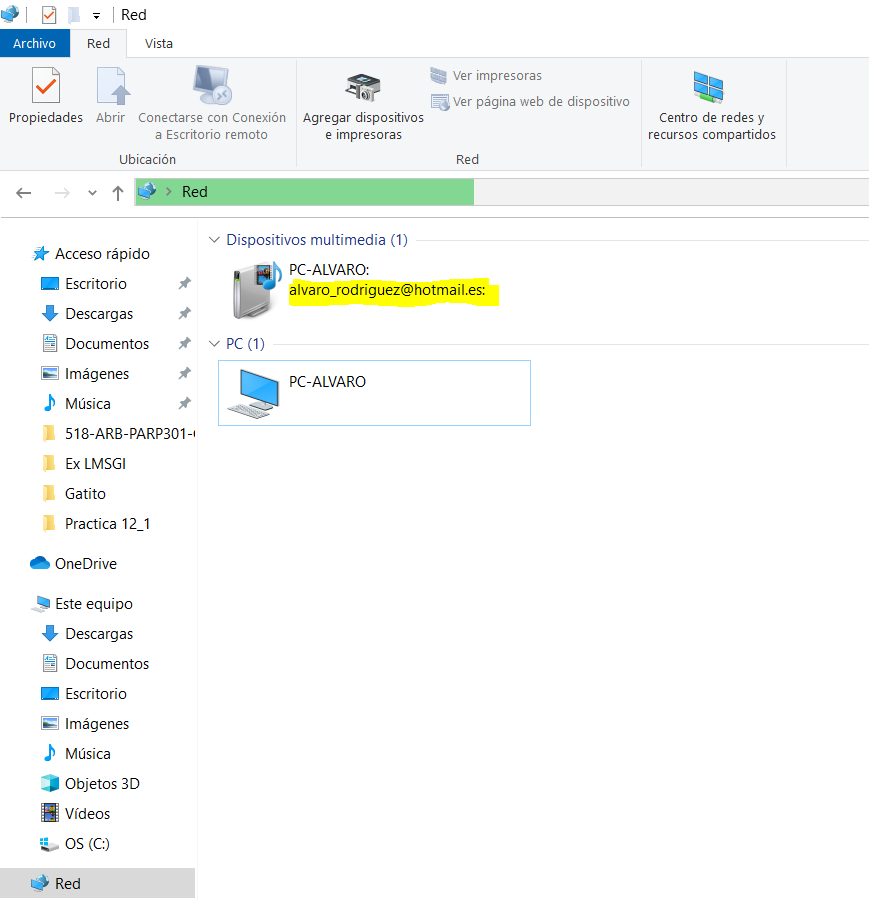 Red
Archivo
Red
Vista
Propiedades
Abrir
Conectarse con Conexión
a Escritorio remoto
Ubicación
Agregar dispositivos
e impresoras
Ver impresoras
Ver página web de dispositivo
Red
Centro de redes y
recursos compartidos
Red
Acceso rápido
Escritorio
Descargas
Documentos
Imágenes
Música
518-ARB-PARP301-
Ex LMSGI
Gatito
Practica 12_1
OneDrive
Este equipo
Descargas
Documentos
Escritorio
Imágenes
Música
Objetos 3D
Vídeos
OS (C:)
Red
Dispositivos multimedia (1)
PC-ALVARO:
alvaro_rodriguez@hotmail.es:
PC (1)
PC-ALVARO